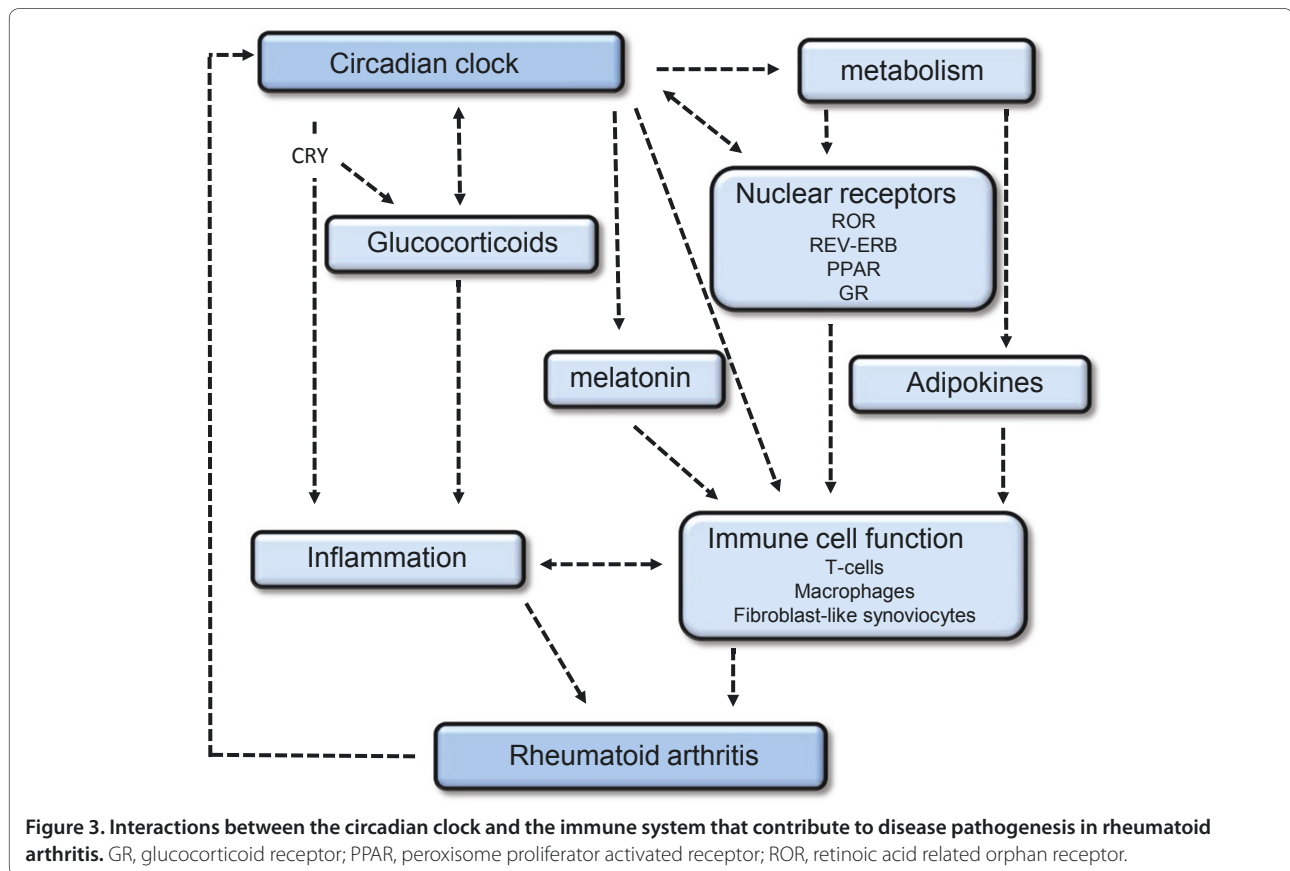 Circadian clock
metabolism
CRY
Nuclear receptors
ROR
REV-ERB
PPAR
GR
Glucocorticoids
melatonin
Adipokines
Inflammation
Immune cell function
T-cells
Macrophages
Fibroblast-like synoviocytes
Rheumatoid arthritis
Figure 3. Interactions between the circadian clock and the immune system that contribute to disease pathogenesis in rheumatoid
arthritis. GR, glucocorticoid receptor; PPAR, peroxisome proliferator activated receptor; ROR, retinoic acid related orphan receptor.